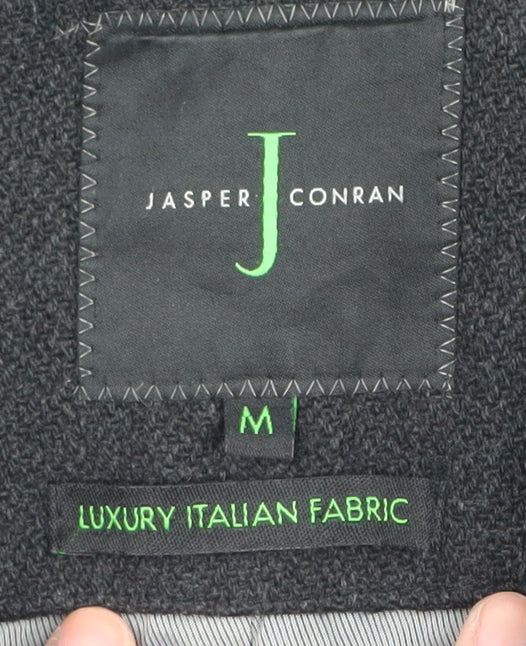 JASPER J CONRAN
M
LUXURY ITALIAN FABRIC